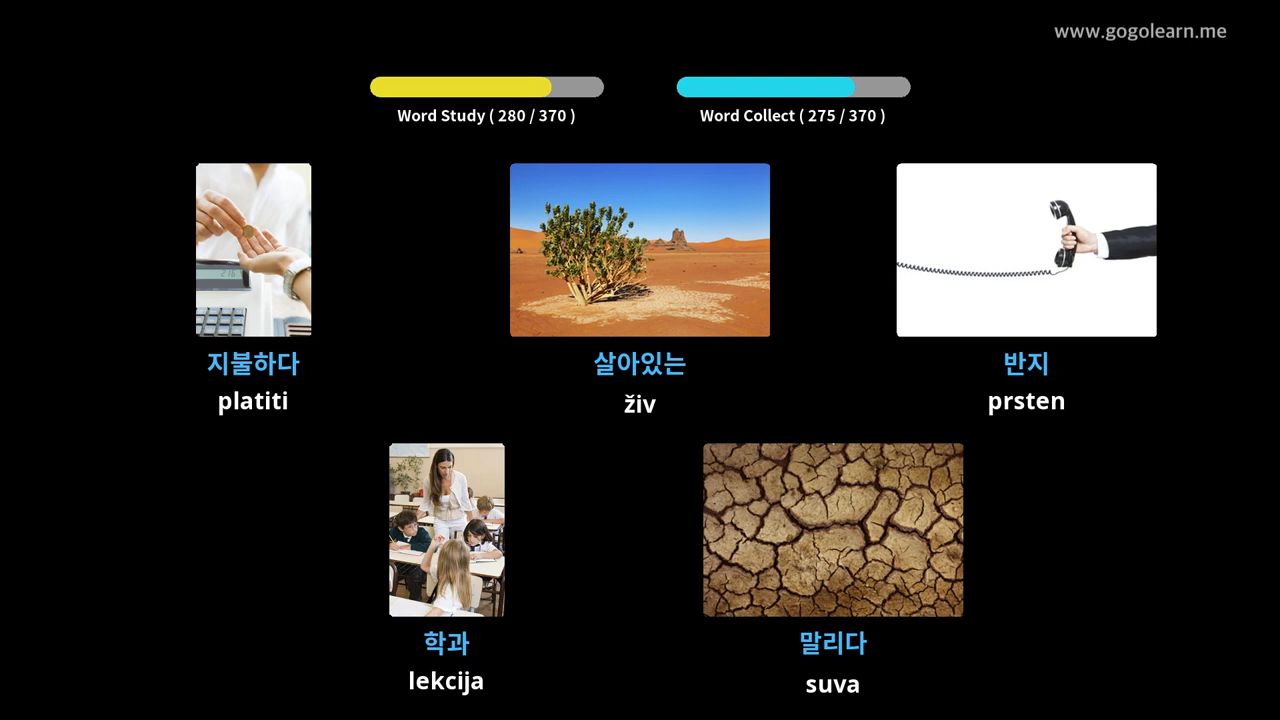 www.gogolearn.me
Word Study ( 280 / 370 )
Word Collect ( 275 / 370 )
지불하다
platiti
살아있는
živ
반지
prsten
학과
lekcija
말리다
suva